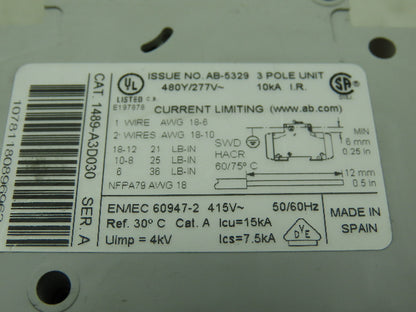 UL
LISTED
E197878
ISSUE NO. AB-5329 3 POLE UNIT
480Y/277V~ 10kA I.R.
SA
CURRENT LIMITING (www.ab.com)
1 WIRE AWG 18-6
2 WIRES AWG 18-10
18-12 21 LB-IN
10-8 25 LB-IN
6 36 LB-IN
NFPA79 AWG 18
SWD
HACR
60/75°C
MIN
6 mm
0.25 in
12 mm
0.5 in
EN/IEC 60947-2 415V~ 50/60Hz
Ref. 30° C Cat. A Icu=15kA
Uimp = 4kV Ics=7.5kA
DVE
MADE IN
SPAIN
CAT. 1489-A3D030 SER. A